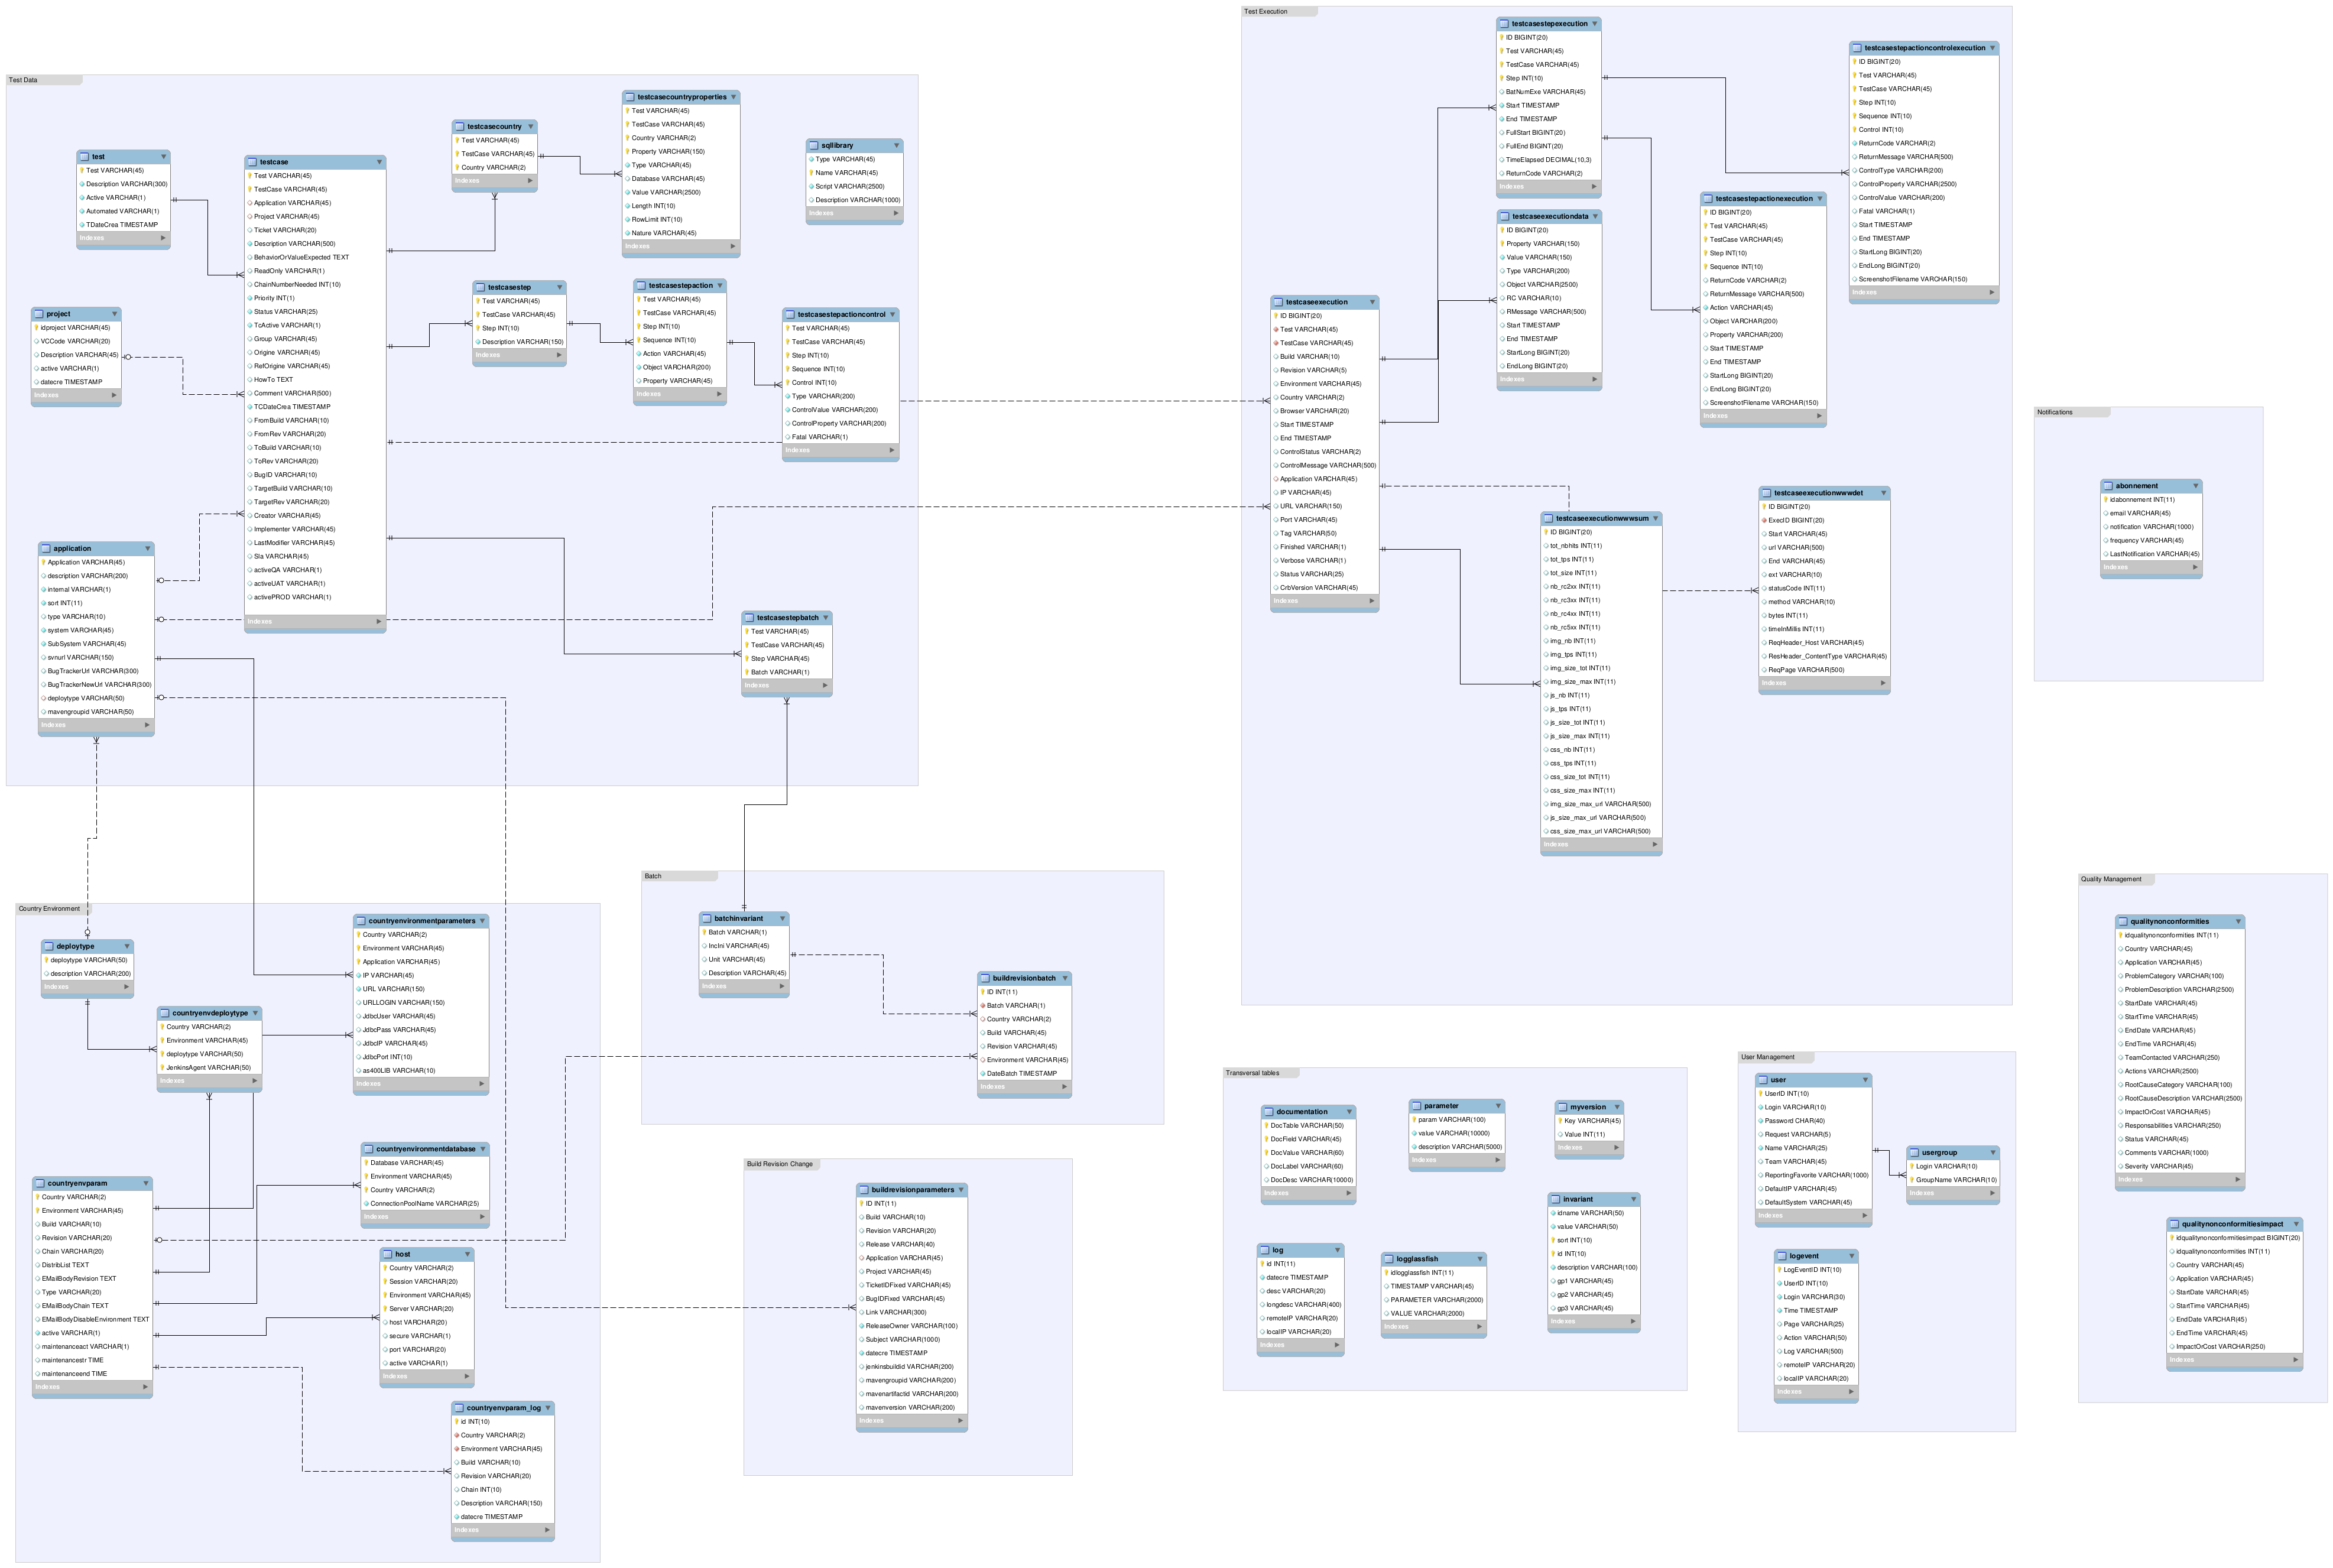 Test Data
test
Test VARCHAR(45)
Description VARCHAR(300)
Active VARCHAR(1)
Automated VARCHAR(1)
TDateCrea TIMESTAMP
Indexes
project
idproject VARCHAR(45)
VCCode VARCHAR(20)
Description VARCHAR(45)
active VARCHAR(1)
datecre TIMESTAMP
Indexes
application
Application VARCHAR(45)
description VARCHAR(200)
internal VARCHAR(1)
sort INT(11)
type VARCHAR(10)
system VARCHAR(45)
SubSystem VARCHAR(45)
svnurl VARCHAR(150)
BugTrackerUrl VARCHAR(300)
BugTrackerNewUrl VARCHAR(300)
deploytype VARCHAR(50)
mavengroupid VARCHAR(50)
Indexes
testcase
Test VARCHAR(45)
TestCase VARCHAR(45)
Application VARCHAR(45)
Project VARCHAR(45)
Ticket VARCHAR(20)
Description VARCHAR(500)
BehaviorOrValueExpected TEXT
ReadOnly VARCHAR(1)
ChainNumberNeeded INT(10)
Priority INT(1)
Status VARCHAR(25)
TcActive VARCHAR(1)
Group VARCHAR(45)
Origine VARCHAR(45)
RefOrigine VARCHAR(45)
HowTo TEXT
Comment VARCHAR(500)
TCDateCrea TIMESTAMP
FromBuild VARCHAR(10)
FromRev VARCHAR(20)
ToBuild VARCHAR(10)
ToRev VARCHAR(20)
BugID VARCHAR(10)
TargetBuild VARCHAR(10)
TargetRev VARCHAR(20)
Creator VARCHAR(45)
Implementer VARCHAR(45)
LastModifier VARCHAR(45)
Sla VARCHAR(45)
activeQA VARCHAR(1)
activeUAT VARCHAR(1)
activePROD VARCHAR(1)
Indexes
testcasecountry
Test VARCHAR(45)
TestCase VARCHAR(45)
Country VARCHAR(2)
Indexes
testcasecountryproperties
Test VARCHAR(45)
TestCase VARCHAR(45)
Country VARCHAR(2)
Property VARCHAR(150)
Type VARCHAR(45)
Database VARCHAR(45)
Value VARCHAR(2500)
Length INT(10)
RowLimit INT(10)
Nature VARCHAR(45)
Indexes
sqllibrary
Type VARCHAR(45)
Name VARCHAR(45)
Script VARCHAR(2500)
Description VARCHAR(1000)
Indexes
testcasestep
Test VARCHAR(45)
TestCase VARCHAR(45)
Step INT(10)
Description VARCHAR(150)
Indexes
testcasestepaction
Test VARCHAR(45)
TestCase VARCHAR(45)
Step INT(10)
Sequence INT(10)
Action VARCHAR(45)
Object VARCHAR(200)
Property VARCHAR(45)
Indexes
testcasestepactioncontrol
Test VARCHAR(45)
TestCase VARCHAR(45)
Step INT(10)
Sequence INT(10)
Control INT(10)
Type VARCHAR(200)
ControlValue VARCHAR(200)
ControlProperty VARCHAR(200)
Fatal VARCHAR(1)
Indexes
testcasestepbatch
Test VARCHAR(45)
TestCase VARCHAR(45)
Step VARCHAR(45)
Batch VARCHAR(1)
Indexes
Test Execution
testcaseexecution
ID BIGINT(20)
Test VARCHAR(45)
TestCase VARCHAR(45)
Build VARCHAR(10)
Revision VARCHAR(5)
Environment VARCHAR(45)
Country VARCHAR(2)
Browser VARCHAR(20)
Start TIMESTAMP
End TIMESTAMP
ControlStatus VARCHAR(2)
ControlMessage VARCHAR(500)
Application VARCHAR(45)
IP VARCHAR(45)
URL VARCHAR(150)
Port VARCHAR(45)
Tag VARCHAR(50)
Finished VARCHAR(1)
Verbose VARCHAR(1)
Status VARCHAR(25)
CrbVersion VARCHAR(45)
Indexes
testcasestepexecution
ID BIGINT(20)
Test VARCHAR(45)
TestCase VARCHAR(45)
Step INT(10)
BatNumExe VARCHAR(45)
Start TIMESTAMP
End TIMESTAMP
FullStart BIGINT(20)
FullEnd BIGINT(20)
TimeElapsed DECIMAL(10,3)
ReturnCode VARCHAR(2)
Indexes
testcaseexecutiondata
ID BIGINT(20)
Property VARCHAR(150)
Value VARCHAR(150)
Type VARCHAR(200)
Object VARCHAR(2500)
RC VARCHAR(10)
RMessage VARCHAR(500)
Start TIMESTAMP
End TIMESTAMP
StartLong BIGINT(20)
EndLong BIGINT(20)
Indexes
testcasestepactionexecution
ID BIGINT(20)
Test VARCHAR(45)
TestCase VARCHAR(45)
Step INT(10)
Sequence INT(10)
ReturnCode VARCHAR(2)
ReturnMessage VARCHAR(500)
Action VARCHAR(45)
Object VARCHAR(200)
Property VARCHAR(200)
Start TIMESTAMP
End TIMESTAMP
StartLong BIGINT(20)
EndLong BIGINT(20)
ScreenshotFilename VARCHAR(150)
Indexes
testcasestepactioncontrolexecution
ID BIGINT(20)
Test VARCHAR(45)
TestCase VARCHAR(45)
Step INT(10)
Sequence INT(10)
Control INT(10)
ReturnCode VARCHAR(2)
ReturnMessage VARCHAR(500)
ControlType VARCHAR(200)
ControlProperty VARCHAR(2500)
ControlValue VARCHAR(200)
Fatal VARCHAR(1)
Start TIMESTAMP
End TIMESTAMP
StartLong BIGINT(20)
EndLong BIGINT(20)
ScreenshotFilename VARCHAR(150)
Indexes
testcaseexecutionwwwsum
ID BIGINT(20)
tot_nbhits INT(11)
tot_tps INT(11)
tot_size INT(11)
nb_rc2xx INT(11)
nb_rc3xx INT(11)
nb_rc4xx INT(11)
nb_rc5xx INT(11)
img_nb INT(11)
img_tps INT(11)
img_size_tot INT(11)
img_size_max INT(11)
js_nb INT(11)
js_tps INT(11)
js_size_tot INT(11)
js_size_max INT(11)
css_nb INT(11)
css_tps INT(11)
css_size_tot INT(11)
css_size_max INT(11)
img_size_max_url VARCHAR(500)
js_size_max_url VARCHAR(500)
css_size_max_url VARCHAR(500)
Indexes
testcaseexecutionwwwdet
ID BIGINT(20)
ExecID BIGINT(20)
Start VARCHAR(45)
url VARCHAR(500)
End VARCHAR(45)
ext VARCHAR(10)
statusCode INT(11)
method VARCHAR(10)
bytes INT(11)
timeInMillis INT(11)
ReqHeader_Host VARCHAR(45)
ResHeader_ContentType VARCHAR(45)
ReqPage VARCHAR(500)
Indexes
Notifications
abonnement
idabonnement INT(11)
email VARCHAR(45)
notification VARCHAR(1000)
frequency VARCHAR(45)
LastNotification VARCHAR(45)
Indexes
Country Environment
deploytype
deploytype VARCHAR(50)
description VARCHAR(200)
Indexes
countryenvdeploytype
Country VARCHAR(2)
Environment VARCHAR(45)
deploytype VARCHAR(50)
JenkinsAgent VARCHAR(50)
Indexes
countryenvironmentparameters
Country VARCHAR(2)
Environment VARCHAR(45)
Application VARCHAR(45)
IP VARCHAR(45)
URL VARCHAR(150)
URLLOGIN VARCHAR(150)
JdbcUser VARCHAR(45)
JdbcPass VARCHAR(45)
JdbcIP VARCHAR(45)
JdbcPort INT(10)
as400LIB VARCHAR(10)
Indexes
countryenvparam
Country VARCHAR(2)
Environment VARCHAR(45)
Build VARCHAR(10)
Revision VARCHAR(20)
Chain VARCHAR(20)
DistribList TEXT
EMailBodyRevision TEXT
Type VARCHAR(20)
EMailBodyChain TEXT
EMailBodyDisableEnvironment TEXT
active VARCHAR(1)
maintenanceact VARCHAR(1)
maintenancestr TIME
maintenanceend TIME
Indexes
countryenvironmentdatabase
Database VARCHAR(45)
Environment VARCHAR(45)
Country VARCHAR(2)
ConnectionPoolName VARCHAR(25)
Indexes
host
Country VARCHAR(2)
Session VARCHAR(20)
Environment VARCHAR(45)
Server VARCHAR(20)
host VARCHAR(20)
secure VARCHAR(1)
port VARCHAR(20)
active VARCHAR(1)
Indexes
countryenvparam_log
id INT(10)
Country VARCHAR(2)
Environment VARCHAR(45)
Build VARCHAR(10)
Revision VARCHAR(20)
Chain INT(10)
Description VARCHAR(150)
datecre TIMESTAMP
Indexes
Batch
batchinvariant
Batch VARCHAR(1)
IncIni VARCHAR(45)
Unit VARCHAR(45)
Description VARCHAR(45)
Indexes
buildrevisionbatch
ID INT(11)
Batch VARCHAR(1)
Country VARCHAR(2)
Build VARCHAR(45)
Revision VARCHAR(45)
Environment VARCHAR(45)
DateBatch TIMESTAMP
Indexes
Build Revision Change
buildrevisionparameters
ID INT(11)
Build VARCHAR(10)
Revision VARCHAR(20)
Release VARCHAR(40)
Application VARCHAR(45)
Project VARCHAR(45)
TicketIDFixed VARCHAR(45)
BugIDFixed VARCHAR(45)
Link VARCHAR(300)
ReleaseOwner VARCHAR(100)
Subject VARCHAR(1000)
datecre TIMESTAMP
jenkinsbuildid VARCHAR(200)
mavengroupid VARCHAR(200)
mavenartifactid VARCHAR(200)
mavenversion VARCHAR(200)
Indexes
Transversal tables
documentation
DocTable VARCHAR(50)
DocField VARCHAR(45)
DocValue VARCHAR(60)
DocLabel VARCHAR(60)
DocDesc VARCHAR(10000)
Indexes
parameter
param VARCHAR(100)
value VARCHAR(10000)
description VARCHAR(5000)
Indexes
myversion
Key VARCHAR(45)
Value INT(11)
Indexes
log
id INT(11)
datecre TIMESTAMP
desc VARCHAR(20)
longdesc VARCHAR(400)
remoteIP VARCHAR(20)
localIP VARCHAR(20)
Indexes
logglassfish
idlogglassfish INT(11)
TIMESTAMP VARCHAR(45)
PARAMETER VARCHAR(2000)
VALUE VARCHAR(2000)
Indexes
invariant
idname VARCHAR(50)
value VARCHAR(50)
sort INT(10)
id INT(10)
description VARCHAR(100)
gp1 VARCHAR(45)
gp2 VARCHAR(45)
gp3 VARCHAR(45)
Indexes
User Management
user
UserID INT(10)
Login VARCHAR(10)
Password CHAR(40)
Request VARCHAR(5)
Name VARCHAR(25)
Team VARCHAR(45)
ReportingFavorite VARCHAR(1000)
DefaultIP VARCHAR(45)
DefaultSystem VARCHAR(45)
Indexes
usergroup
Login VARCHAR(10)
GroupName VARCHAR(10)
Indexes
logevent
LogEventID INT(10)
UserID INT(10)
Login VARCHAR(30)
Time TIMESTAMP
Page VARCHAR(25)
Action VARCHAR(50)
Log VARCHAR(500)
remoteIP VARCHAR(20)
localIP VARCHAR(20)
Indexes
Quality Management
qualitynonconformities
idqualitynonconformities INT(11)
Country VARCHAR(45)
Application VARCHAR(45)
ProblemCategory VARCHAR(100)
ProblemDescription VARCHAR(2500)
StartDate VARCHAR(45)
StartTime VARCHAR(45)
EndDate VARCHAR(45)
EndTime VARCHAR(45)
TeamContacted VARCHAR(250)
Actions VARCHAR(2500)
RootCauseCategory VARCHAR(100)
RootCauseDescription VARCHAR(2500)
ImpactOrCost VARCHAR(45)
Responsabilities VARCHAR(250)
Status VARCHAR(45)
Comments VARCHAR(1000)
Severity VARCHAR(45)
Indexes
qualitynonconformitiesimpact
idqualitynonconformitiesimpact BIGINT(20)
idqualitynonconformities INT(11)
Country VARCHAR(45)
Application VARCHAR(45)
StartDate VARCHAR(45)
StartTime VARCHAR(45)
EndDate VARCHAR(45)
EndTime VARCHAR(45)
ImpactOrCost VARCHAR(250)
Indexes